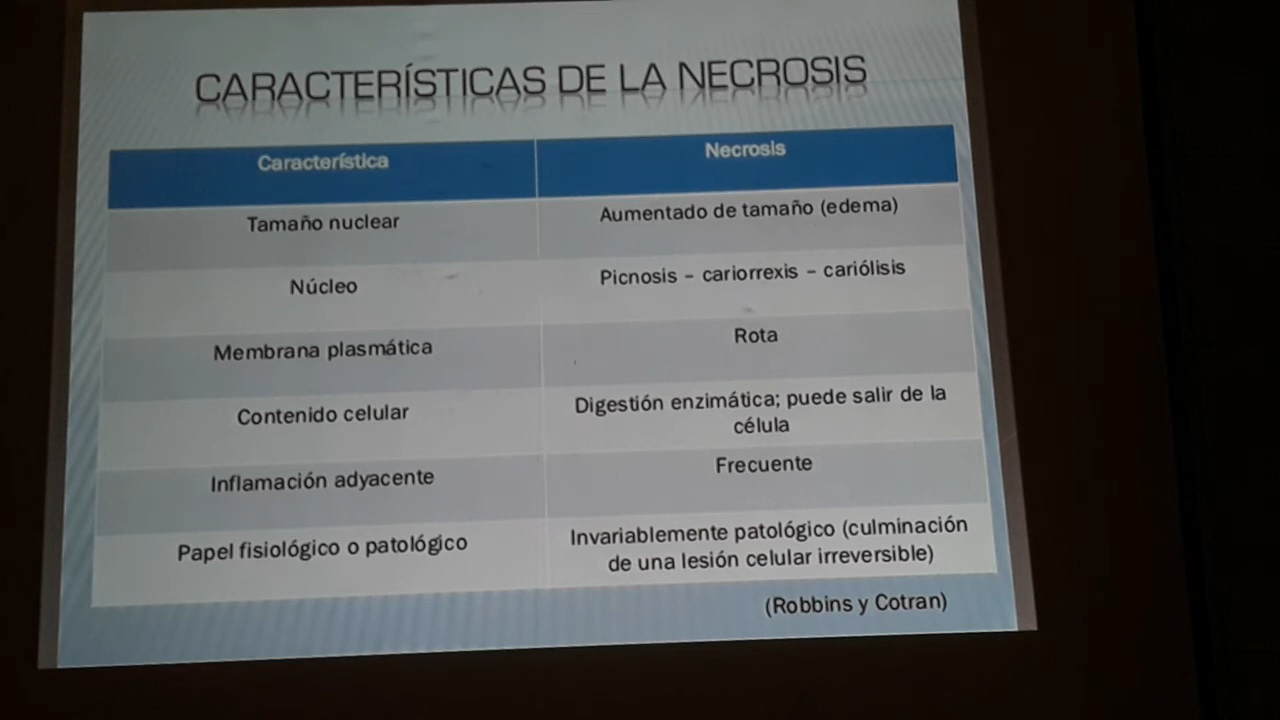 CARACTERÍSTICAS DE LA NECROSIS
Característica Necrosis
Tamaño nuclear Aumentado de tamaño (edema)
Núcleo Picnosis – cariorrexis – cariólisis
Membrana plasmática Rota
Contenido celular Digestión enzimática; puede salir de la
célula
Inflamación adyacente Frecuente
Papel fisiológico o patológico Invariablemente patológico (culminación
de una lesión celular irreversible)
(Robbins y Cotran)